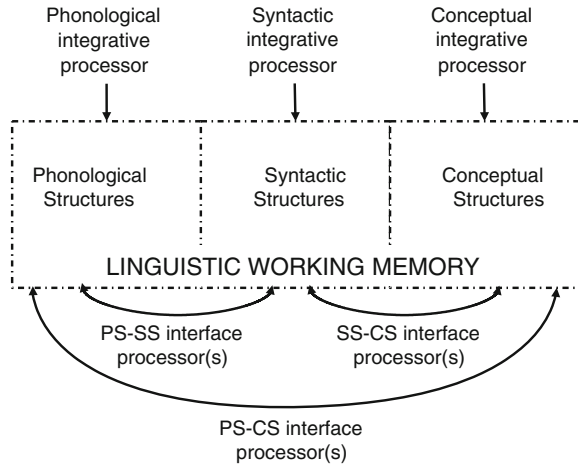 Phonological
integrative
processor
Syntactic
integrative
processor
Conceptual
integrative
processor
Phonological
Structures
Syntactic
Structures
Conceptual
Structures
LINGUISTIC WORKING MEMORY
PS-SS interface
processor(s)
SS-CS interface
processor(s)
PS-CS interface
processor(s)